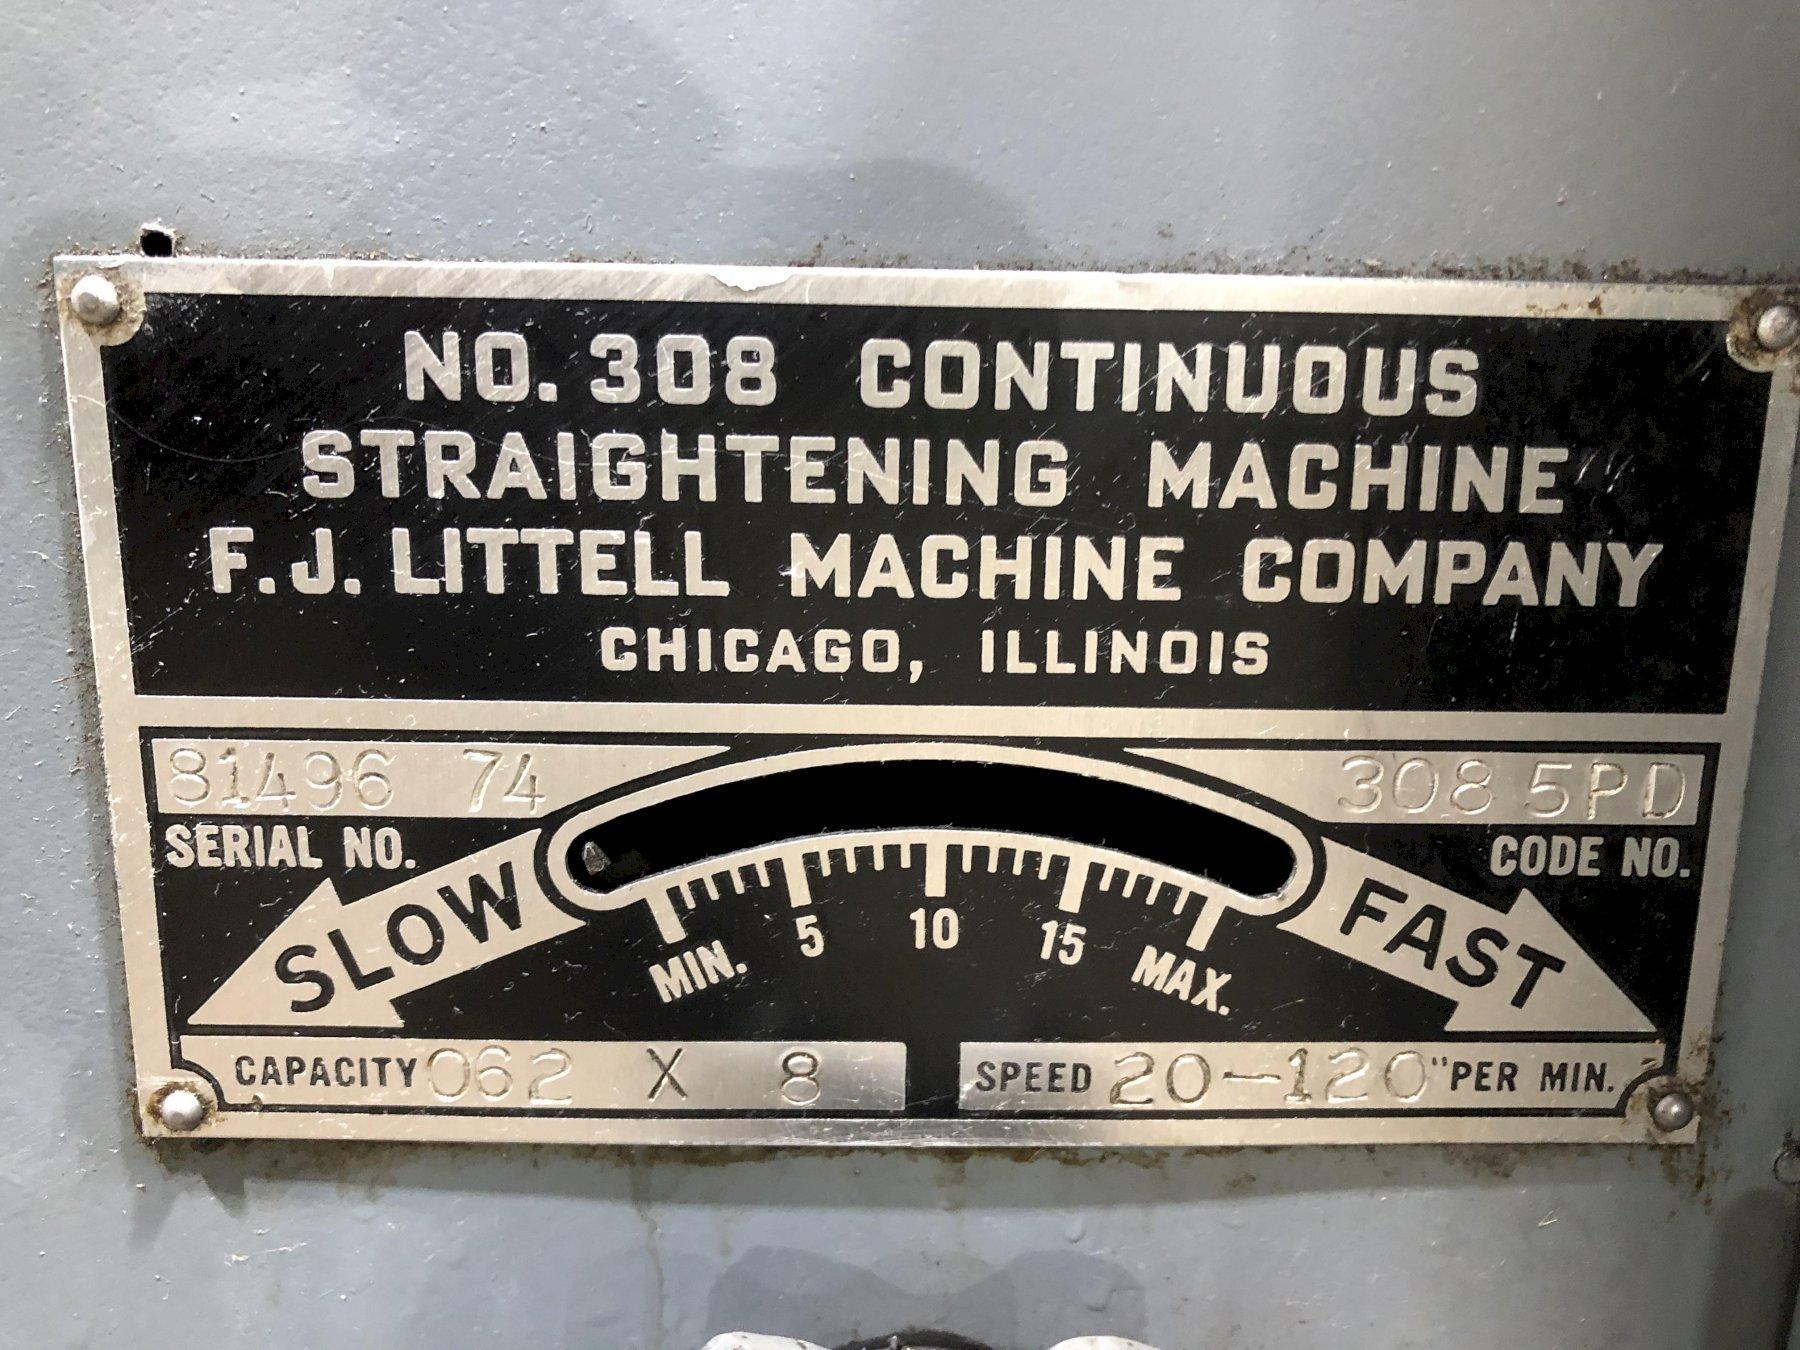 NO. 308 CONTINUOUS
STRAIGHTENING MACHINE
F.J. LITTELL MACHINE COMPANY
CHICAGO, ILLINOIS
81496 74
SERIAL NO.
308 5PD
CODE NO.
SLOW
MIN. 5 10 15 MAX.
FAST
CAPACITY 062 X 8
SPEED 20-120" PER MIN.